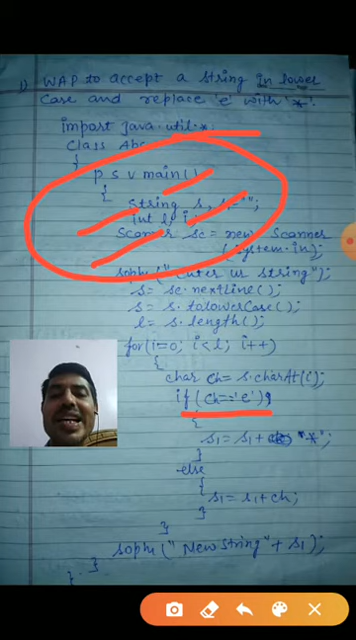 1) WAP to accept a string in lower
case and replace 'e' with '*'.
import java.util.*;
class Abc
{
p s v main()
{
String s, s1="";
int l, i;
Scanner sc = new Scanner
(System.in);
sopln("enter ur string");
s= sc.nextLine();
s= s.toLowerCase();
l= s.length();
for(i=0; i<l; i++)
{
char ch= s.charAt(i);
if(ch=='e')
{
s1= s1+ "*";
}
else
{
s1= s1+ch;
}
}
sopln("New String"+ s1);
}
}